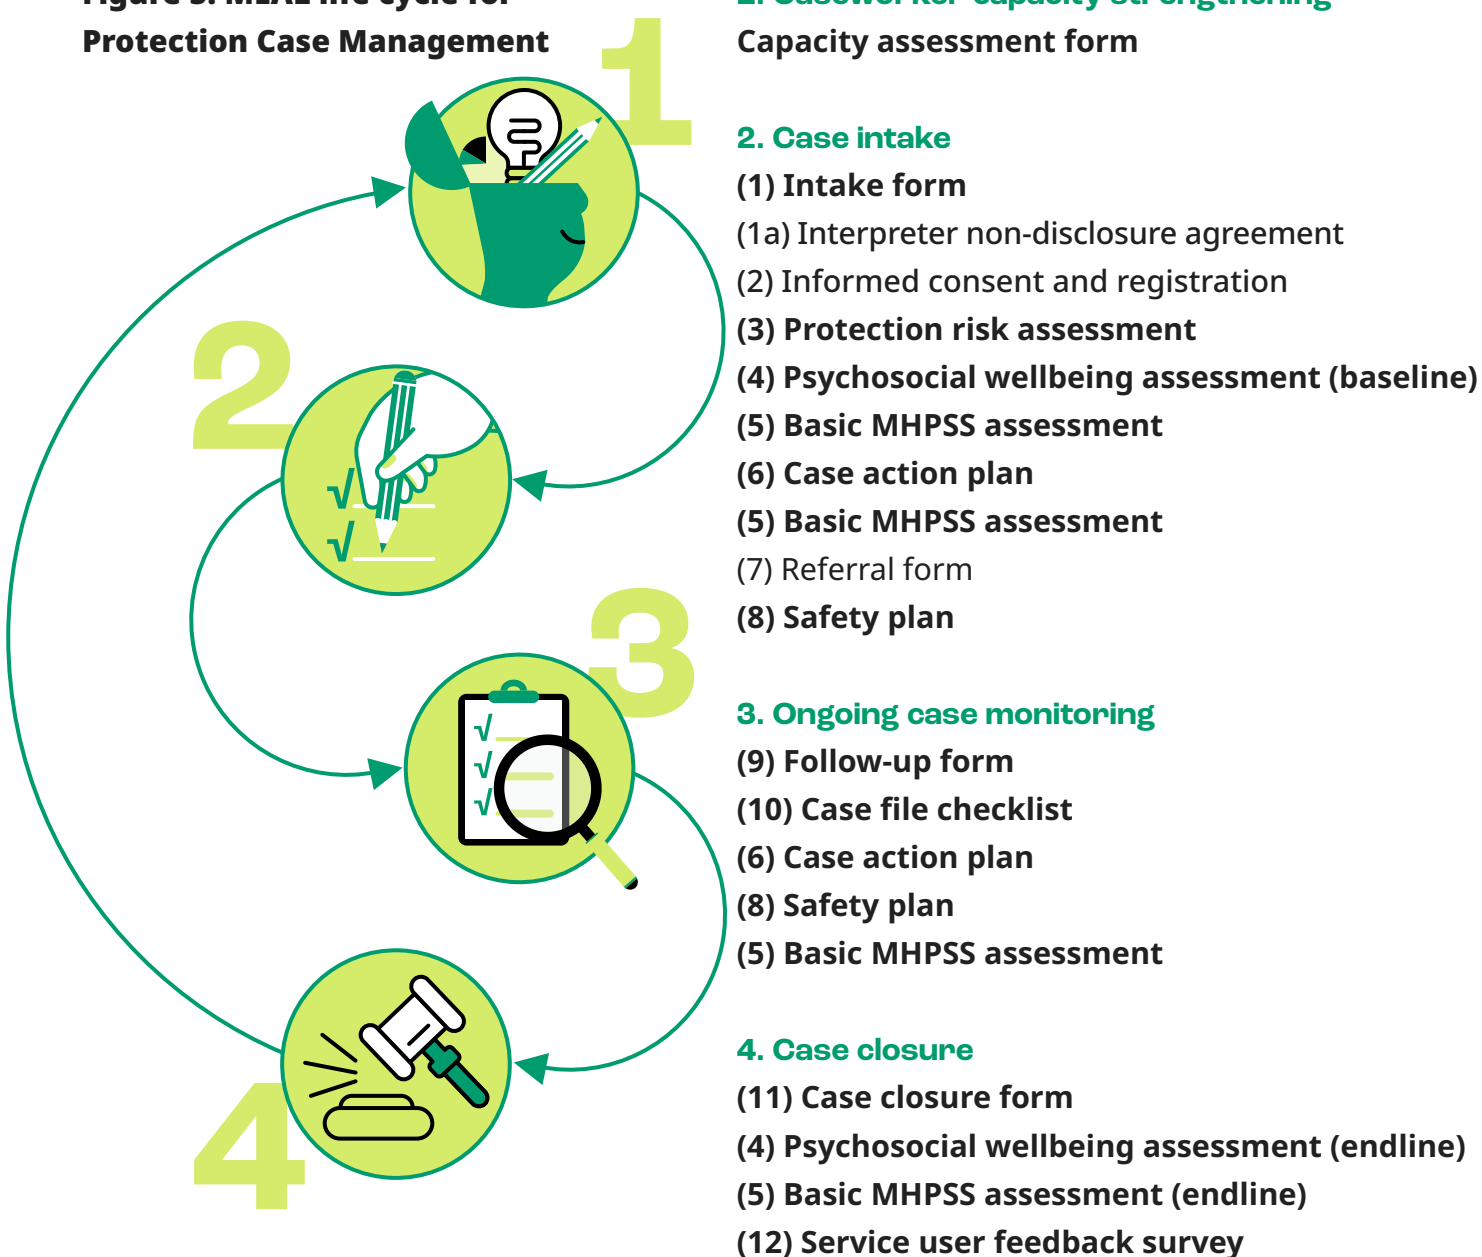 Protection Case Management
1
Capacity assessment form
2. Case intake
(1) Intake form
(1a) Interpreter non-disclosure agreement
(2) Informed consent and registration
(3) Protection risk assessment
(4) Psychosocial wellbeing assessment (baseline)
(5) Basic MHPSS assessment
(6) Case action plan
(5) Basic MHPSS assessment
(7) Referral form
(8) Safety plan
2
3
3. Ongoing case monitoring
(9) Follow-up form
(10) Case file checklist
(6) Case action plan
(8) Safety plan
(5) Basic MHPSS assessment
4
4. Case closure
(11) Case closure form
(4) Psychosocial wellbeing assessment (endline)
(5) Basic MHPSS assessment (endline)
(12) Service user feedback survey